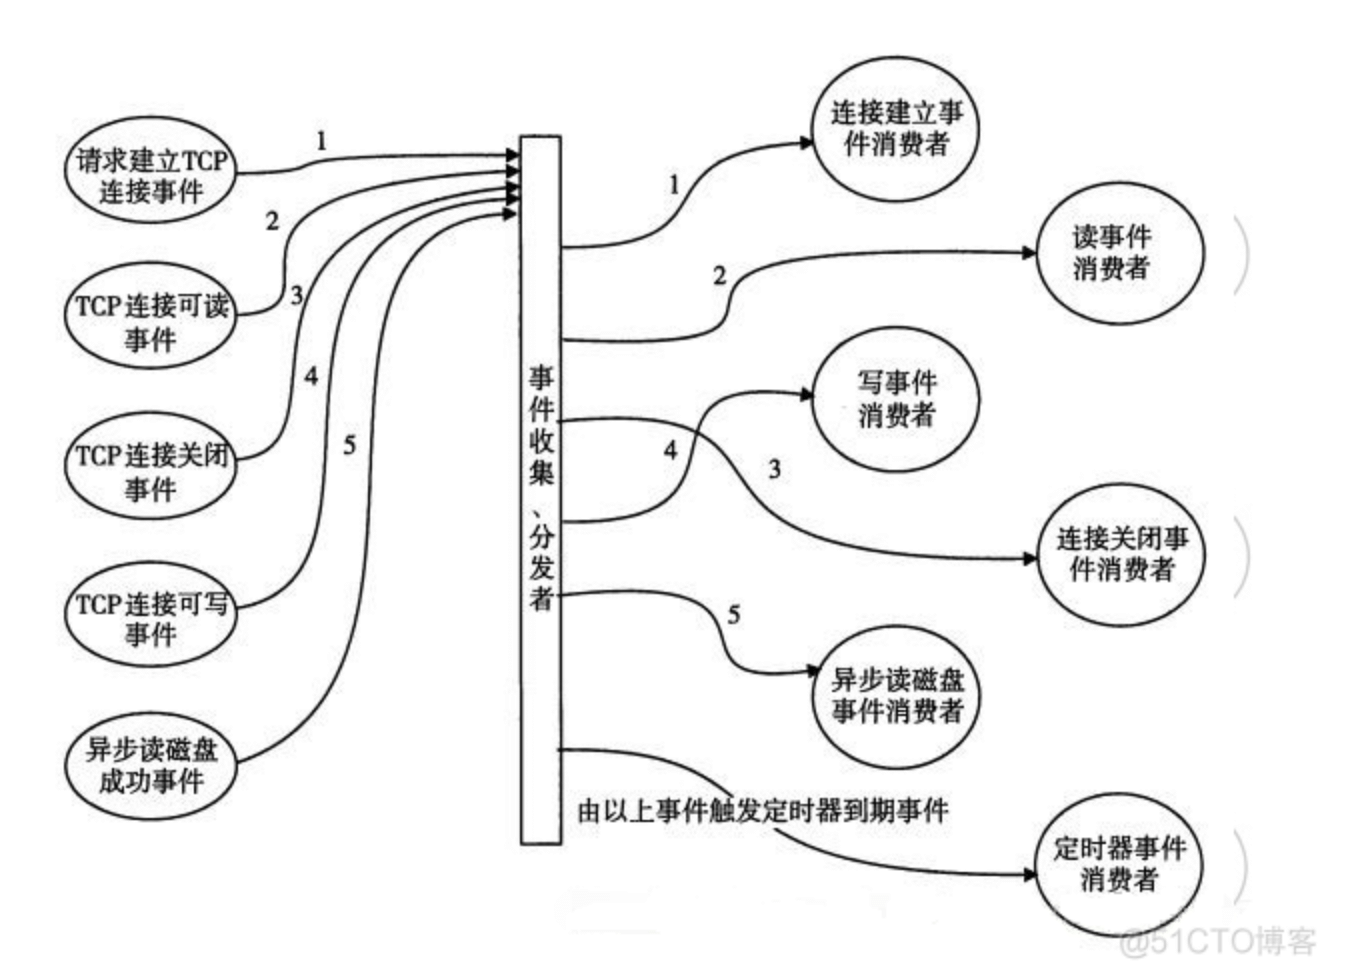 请求建立TCP
连接事件
1
TCP连接可读
事件
2
TCP连接关闭
事件
3
TCP连接可写
事件
4
异步读磁盘
成功事件
5
事件收集、分发者
1
连接建立事
件消费者
2
读事件
消费者
4
写事件
消费者
3
连接关闭事
件消费者
5
异步读磁盘
事件消费者
由以上事件触发定时器到期事件
定时器事件
消费者
@51CTO博客